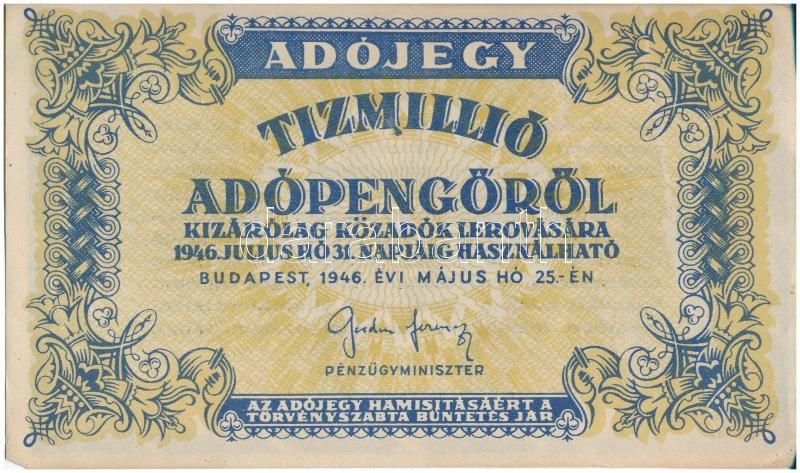 ADÓJEGY
TIZMILLIÓ
ADÓPENGŐRŐL
KIZÁRÓLAG KÖZADÓK LEROVÁSÁRA
1946. JULIUS HÓ 31. NAPJÁIG HASZNÁLHATÓ
BUDAPEST, 1946. ÉVI MÁJUS HÓ 25.-ÉN
PÉNZÜGYMINISZTER
AZ ADÓJEGY HAMISITÁSÁÉRT A
TÖRVÉNYSZABTA BÜNTETÉS JÁR